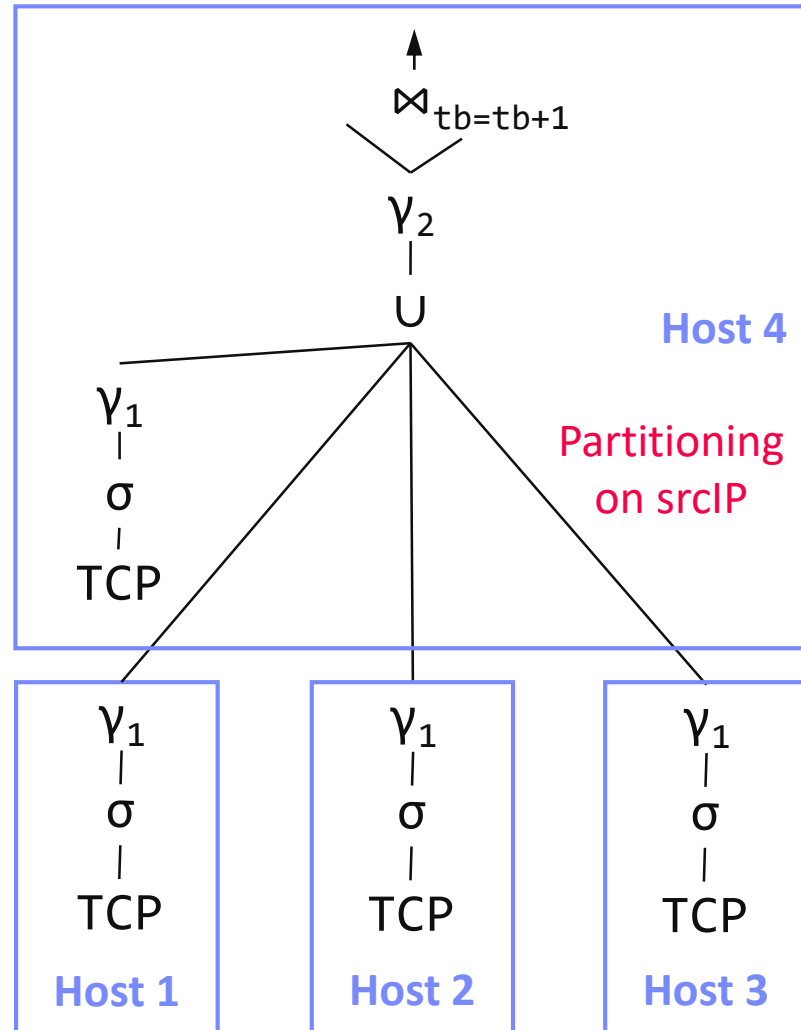 ⋈tb=tb+1
γ2
∪
Host 4
γ1
σ
TCP
Partitioning
on srcIP
γ1
σ
TCP
Host 1
γ1
σ
TCP
Host 2
γ1
σ
TCP
Host 3